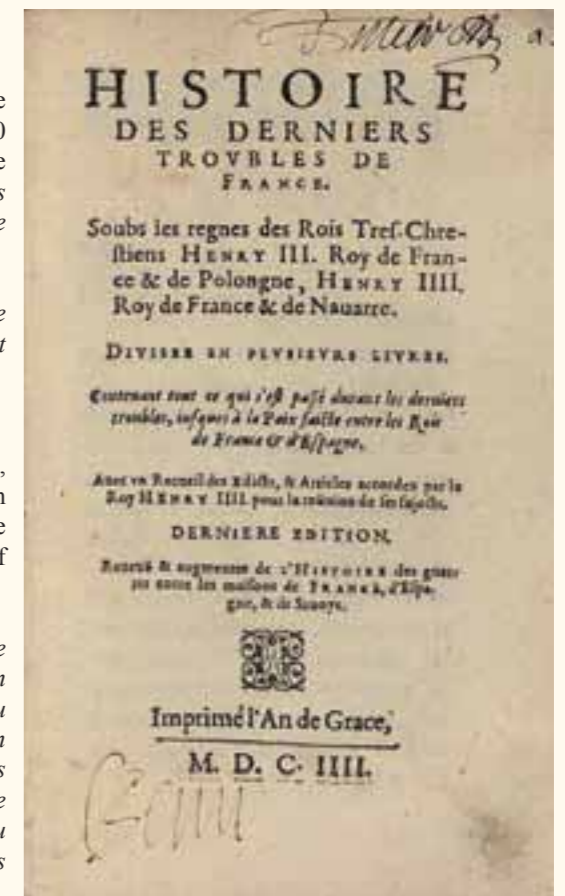 a.
HISTOIRE
DES DERNIERS
TROVBLES DE
FRANCE.
Soubs les regnes des Rois Tres-Chre-
stiens HENRY III. Roy de Fran-
ce & de Polongne, HENRY IIII.
Roy de France & de Nauarre.
DIVISEE EN PLVSIEVRS LIVRES.
Contenant tout ce qui s'est passé durant les derniers
troubles, iusques à la Paix faicte entre les Rois
de France & d'Espagne.
Auec vn Recueil des Edicts, & Articles accordez par le
Roy HENRY IIII. pour la reünion de ses sujects.
DERNIERE EDITION,
Reueuë & augmentee de l'HISTOIRE des guer-
res entre les maisons de FRANCE, d'Espa-
gne, & de Sauoye.
Imprimé l'An de Grace,
M. D. C. IIII.
e
0
e
s
e
e
t
,
n
e
f
e
n
u
n
s
e
u
s